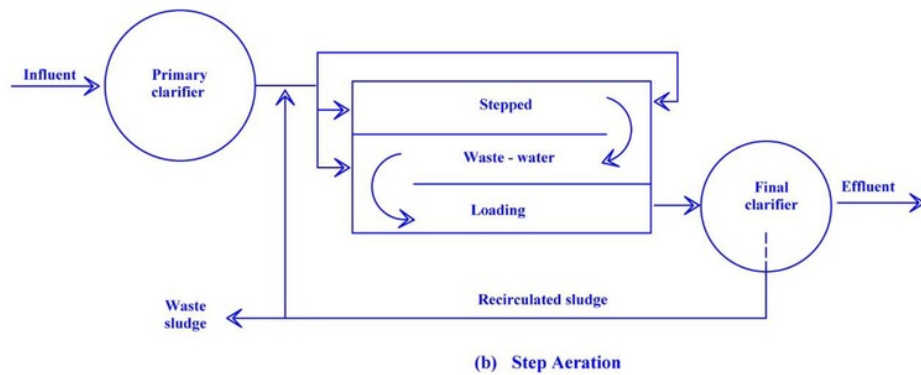 Influent
Primary
clarifier
Stepped
Waste - water
Loading
Final
clarifier
Effluent
Recirculated sludge
Waste
sludge
(b) Step Aeration